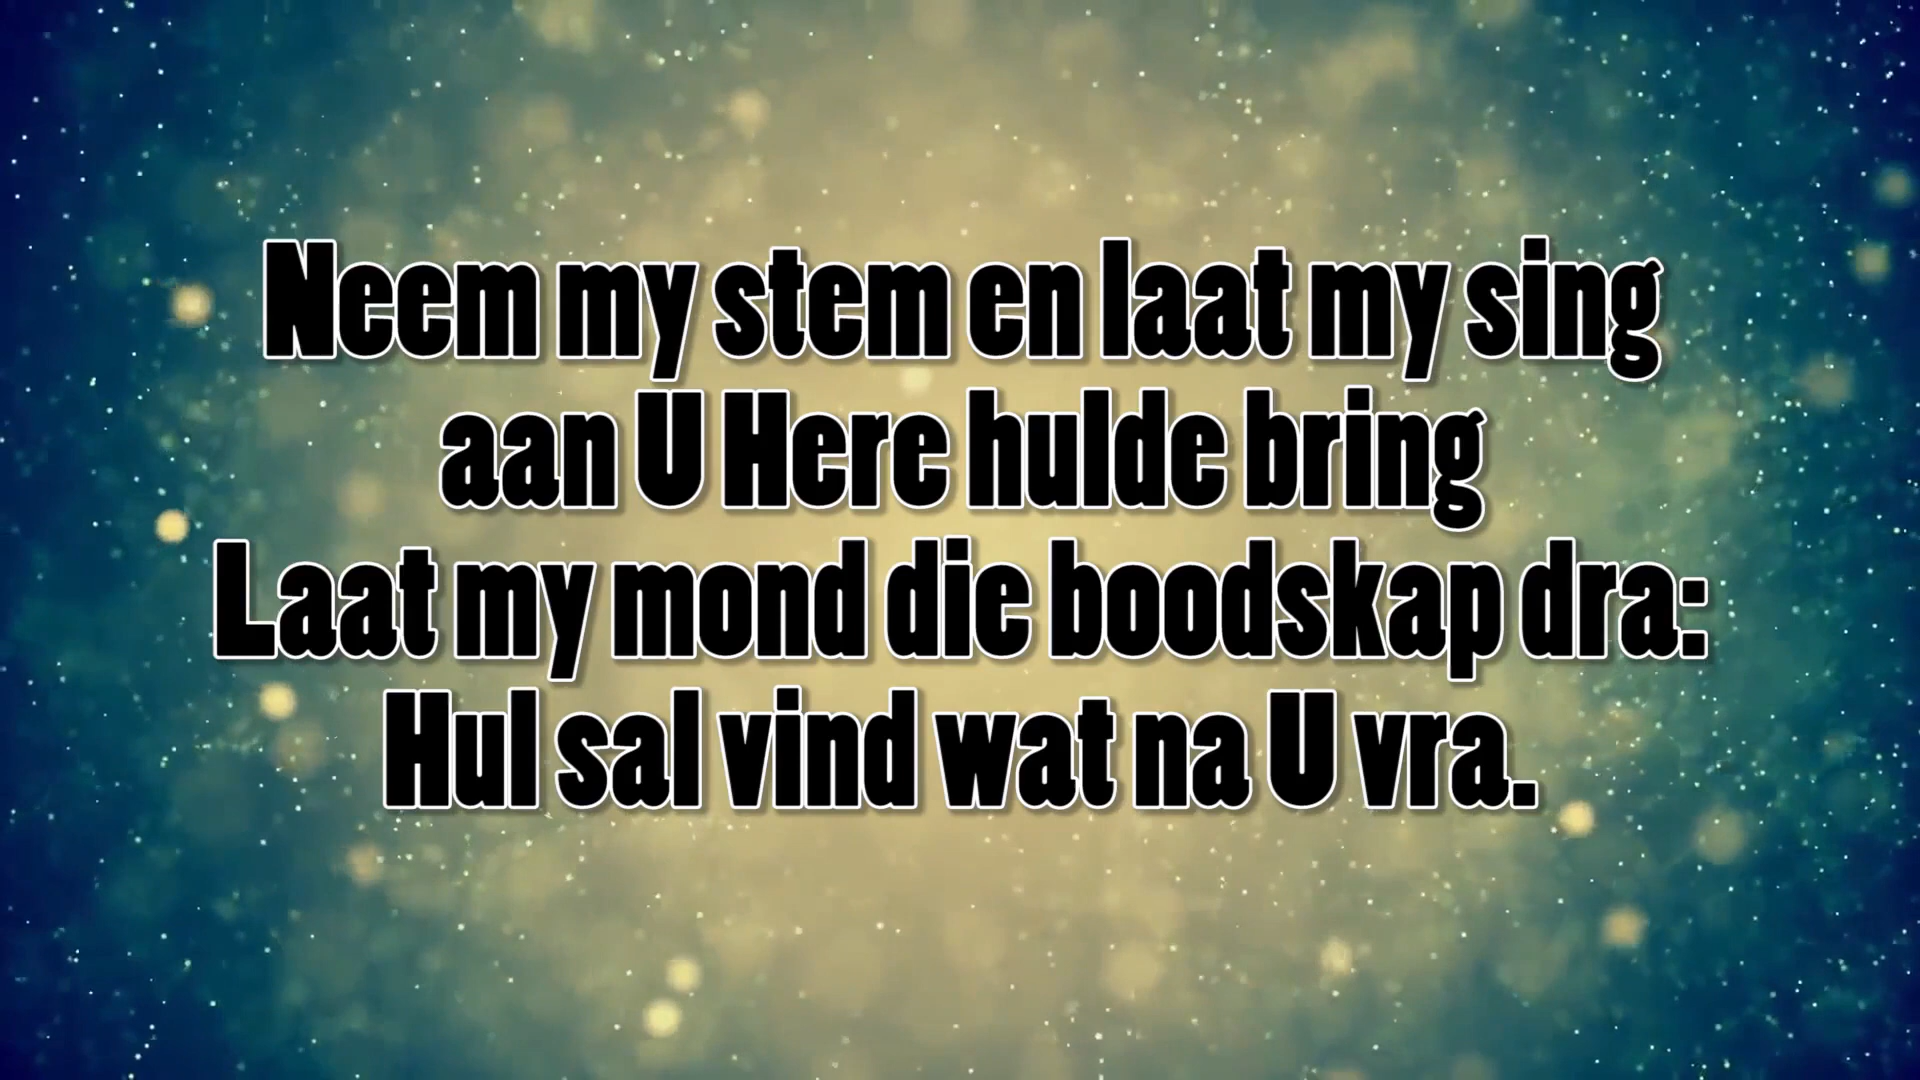 Neem my stem en laat my sing
aan U Here hulde bring
Laat my mond die boodskap dra:
Hul sal vind wat na U vra.